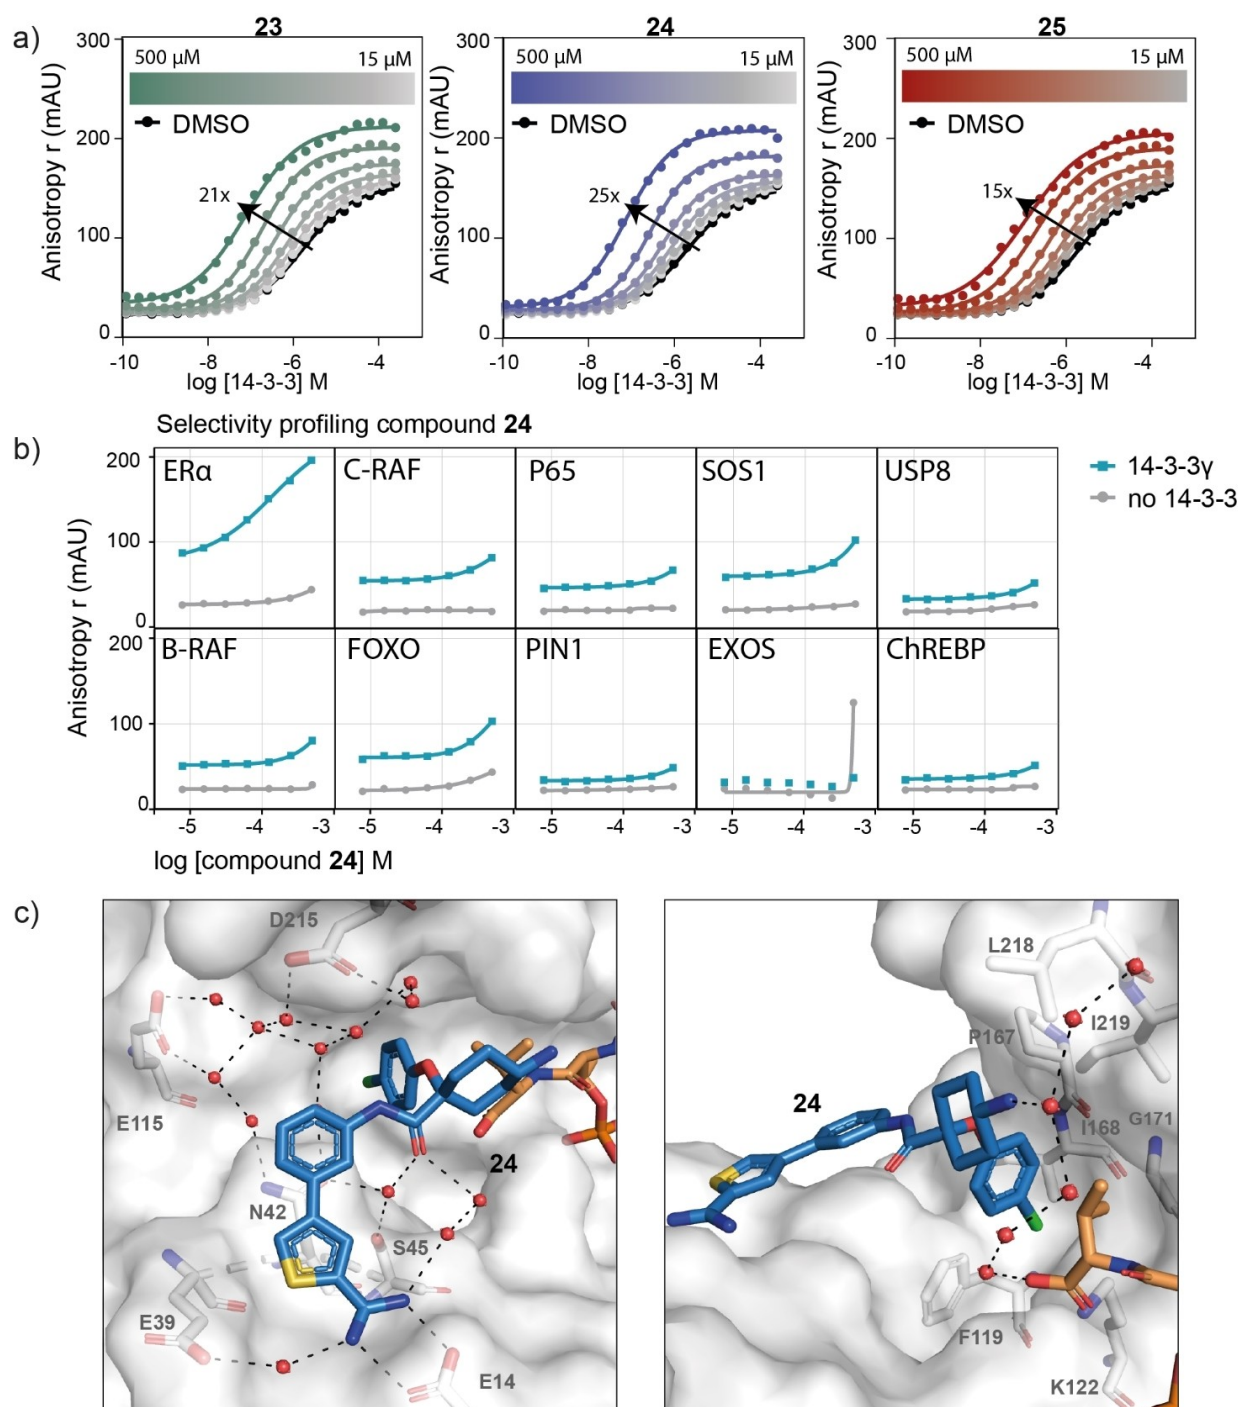 a)
23
24
25
300
200
100
0
Anisotropy r (mAU)
500 µM
15 µM
DMSO
21x
-10
-8
-6
-4
log [14-3-3] M
300
200
100
0
Anisotropy r (mAU)
500 µM
15 µM
DMSO
25x
-10
-8
-6
-4
log [14-3-3] M
300
200
100
0
Anisotropy r (mAU)
500 µM
15 µM
DMSO
15x
-10
-8
-6
-4
log [14-3-3] M
Selectivity profiling compound 24
b)
Anisotropy r (mAU)
200
100
0
ERα
C-RAF
P65
SOS1
USP8
14-3-3γ
no 14-3-3
Anisotropy r (mAU)
200
100
0
B-RAF
FOXO
PIN1
EXOS
ChREBP
-5
-4
-3
-5
-4
-3
-5
-4
-3
-5
-4
-3
-5
-4
-3
log [compound 24] M
c)
D215
E115
24
N42
S45
E39
E14
L218
P167
I219
24
I168
G171
F119
K122